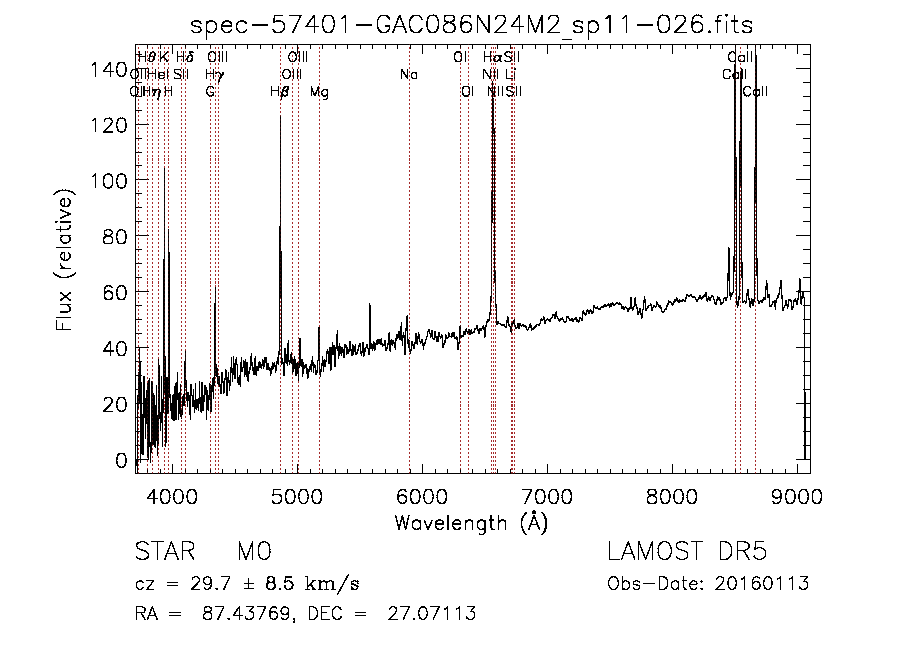 spec-57401-GAC086N24M2_sp11-026.fits
Hθ K Hδ OIII OIII OI Hα SII CaII
OII HeI SII Hγ OIII Na NII Li CaII
OII Hη H G Hβ Mg OI NII SII CaII
140
120
100
80
60
40
20
0
Flux (relative)
4000 5000 6000 7000 8000 9000
Wavelength (Å)
STAR M0 LAMOST DR5
cz = 29.7 ± 8.5 km/s Obs-Date: 20160113
RA = 87.43769, DEC = 27.07113